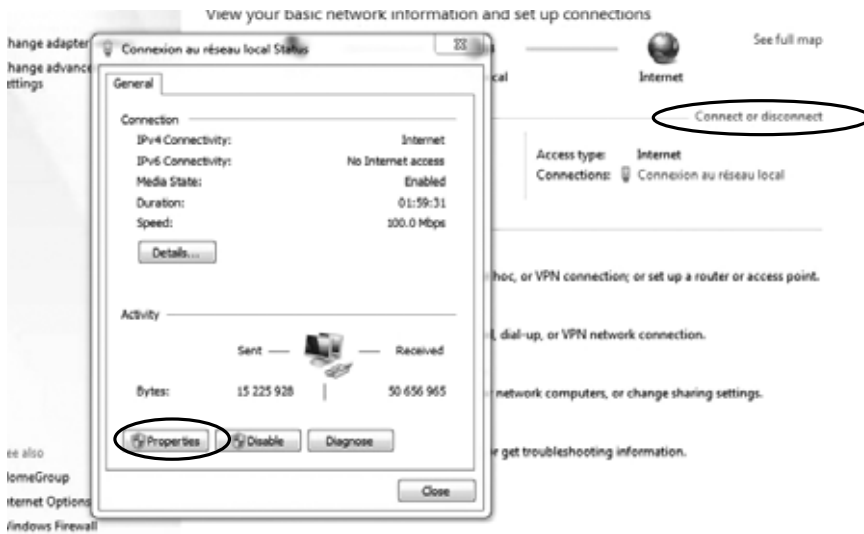 View your basic network information and set up connections
hange adapter
hange advance
ettings
Connexion au réseau local Status
See full map
cal
Internet
Connect or disconnect
General
Connection
IPv4 Connectivity: Internet
IPv6 Connectivity: No Internet access
Media State: Enabled
Duration: 01:59:31
Speed: 100.0 Mbps
Details...
Access type: Internet
Connections: Connexion au réseau local
hoc, or VPN connection; or set up a router or access point.
Activity
Sent Received
Bytes: 15 225 928 50 656 965
, dial-up, or VPN network connection.
network computers, or change sharing settings.
Properties Disable Diagnose
r get troubleshooting information.
Close
ee also
omeGroup
nternet Options
Windows Firewall